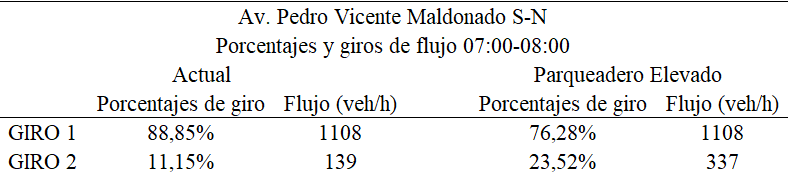 Av. Pedro Vicente Maldonado S-N
Porcentajes y giros de flujo 07:00-08:00
Actual Parqueadero Elevado
Porcentajes de giro Flujo (veh/h) Porcentajes de giro Flujo (veh/h)
GIRO 1 88,85% 1108 76,28% 1108
GIRO 2 11,15% 139 23,52% 337